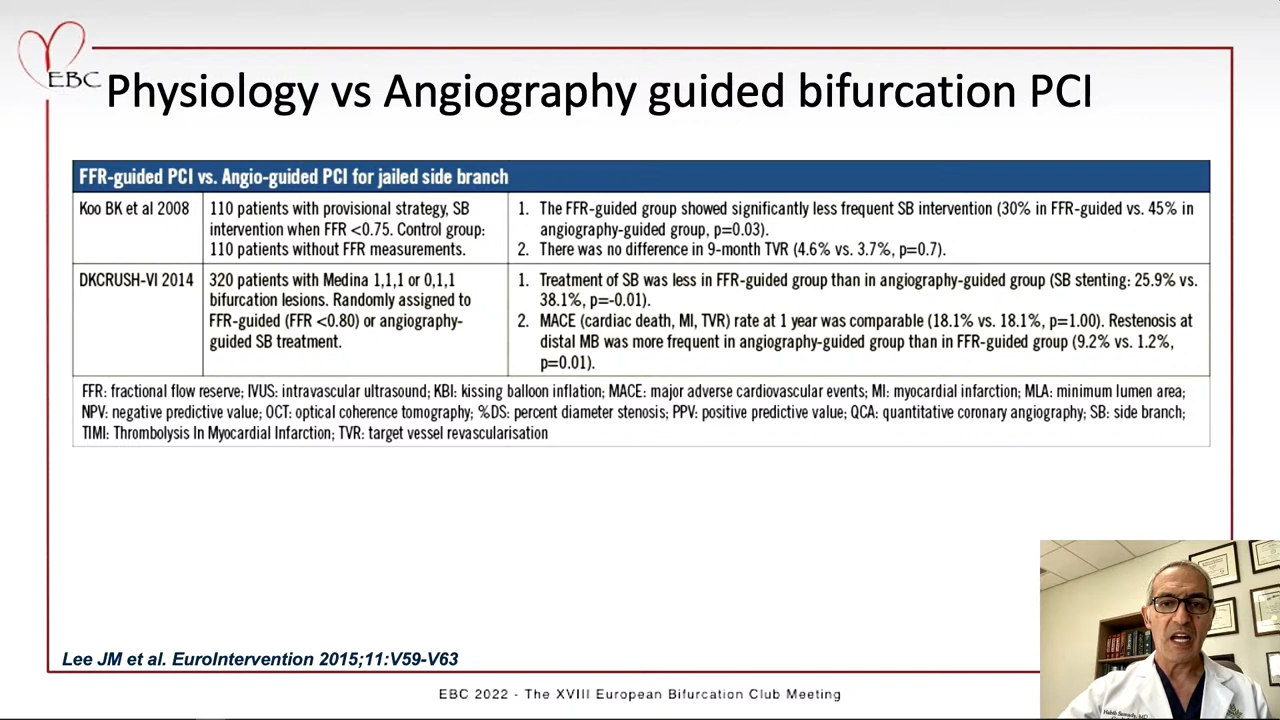 EBC
Physiology vs Angiography guided bifurcation PCI
FFR-guided PCI vs. Angio-guided PCI for jailed side branch
Koo BK et al 2008
110 patients with provisional strategy, SB
intervention when FFR <0.75. Control group:
110 patients without FFR measurements.
1. The FFR-guided group showed significantly less frequent SB intervention (30% in FFR-guided vs. 45% in
angiography-guided group, p=0.03).
2. There was no difference in 9-month TVR (4.6% vs. 3.7%, p=0.7).
DKCRUSH-VI 2014
320 patients with Medina 1,1,1 or 0,1,1
bifurcation lesions. Randomly assigned to
FFR-guided (FFR <0.80) or angiography-
guided SB treatment.
1. Treatment of SB was less in FFR-guided group than in angiography-guided group (SB stenting: 25.9% vs.
38.1%, p=-0.01).
2. MACE (cardiac death, MI, TVR) rate at 1 year was comparable (18.1% vs. 18.1%, p=1.00). Restenosis at
distal MB was more frequent in angiography-guided group than in FFR-guided group (9.2% vs. 1.2%,
p=0.01).
FFR: fractional flow reserve; IVUS: intravascular ultrasound; KBI: kissing balloon inflation; MACE: major adverse cardiovascular events; MI: myocardial infarction; MLA: minimum lumen area;
NPV: negative predictive value; OCT: optical coherence tomography; %DS: percent diameter stenosis; PPV: positive predictive value; QCA: quantitative coronary angiography; SB: side branch;
TIMI: Thrombolysis In Myocardial Infarction; TVR: target vessel revascularisation
Lee JM et al. EuroIntervention 2015;11:V59-V63
EBC 2022 - The XVIII European Bifurcation Club Meeting